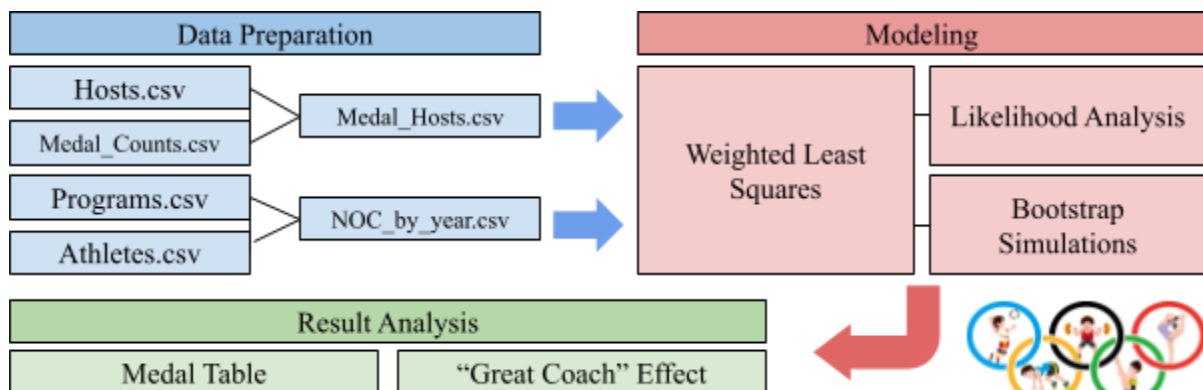 Data Preparation
Modeling
Hosts.csv
Medal_Counts.csv
Medal_Hosts.csv
Programs.csv
Athletes.csv
NOC_by_year.csv
Weighted Least
Squares
Likelihood Analysis
Bootstrap
Simulations
Result Analysis
Medal Table
“Great Coach” Effect